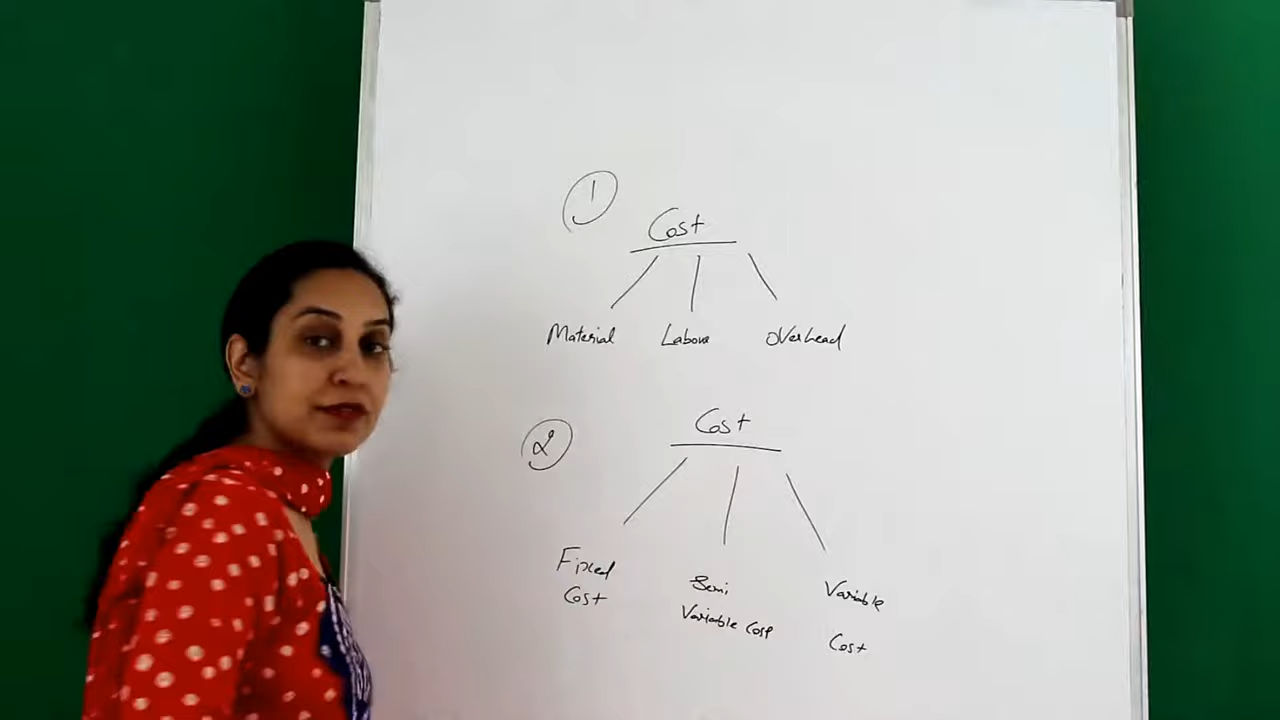 1
Cost
Material Labour Overhead
2
Cost
Fixed Semi Variable
Cost Variable Cost Cost